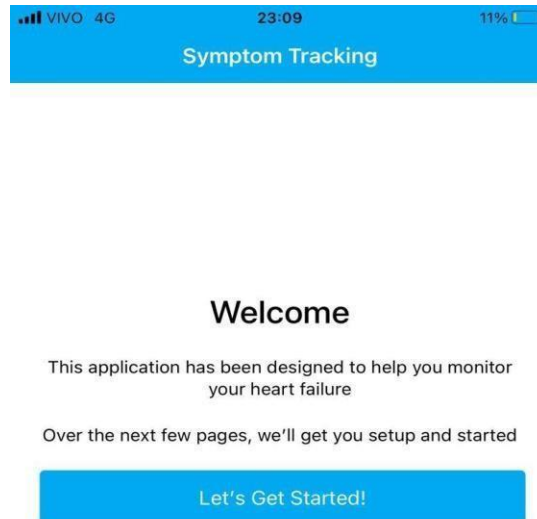 VIVO 4G 23:09 11%
Symptom Tracking
Welcome
This application has been designed to help you monitor
your heart failure
Over the next few pages, we'll get you setup and started
Let's Get Started!